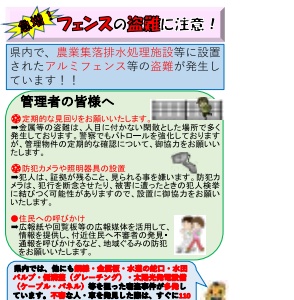 急増！ フェンスの盗難に注意！
県内で、農業集落排水処理施設等に設置
されたアルミフェンス等の盗難が発生し
ています！！
管理者の皆様へ
定期的な見回りをお願いいたします。
➡金属等の盗難は、人目に付かない閑散とした場所で多く
発生しております。警察でもパトロールを強化しております
が、管理物件の定期的な確認について、御協力をお願いい
たします。
防犯カメラや照明器具の設置
➡犯人は、証拠が残ること、見られる事を嫌います。防犯カ
メラは、犯行を断念させたり、被害に遭ったときの犯人検挙
に結びつく可能性がありますので、設置に御協力をお願い
いたします。
●住民への呼びかけ
➡広報紙や回覧板等の広報媒体を活用して、
情報を提供し、付近住民へ不審者の発見・
通報を呼びかけるなど、地域ぐるみの防犯
をお願いいたします。
県内では、他にも銅線・金属板・水道の蛇口・水田
バルブ・側溝蓋（グレーチング）・太陽光発電設備
（ケーブル・パネル）等を狙った窃盗事件が多発し
ています。不審な人・車を発見した際は、すぐに110